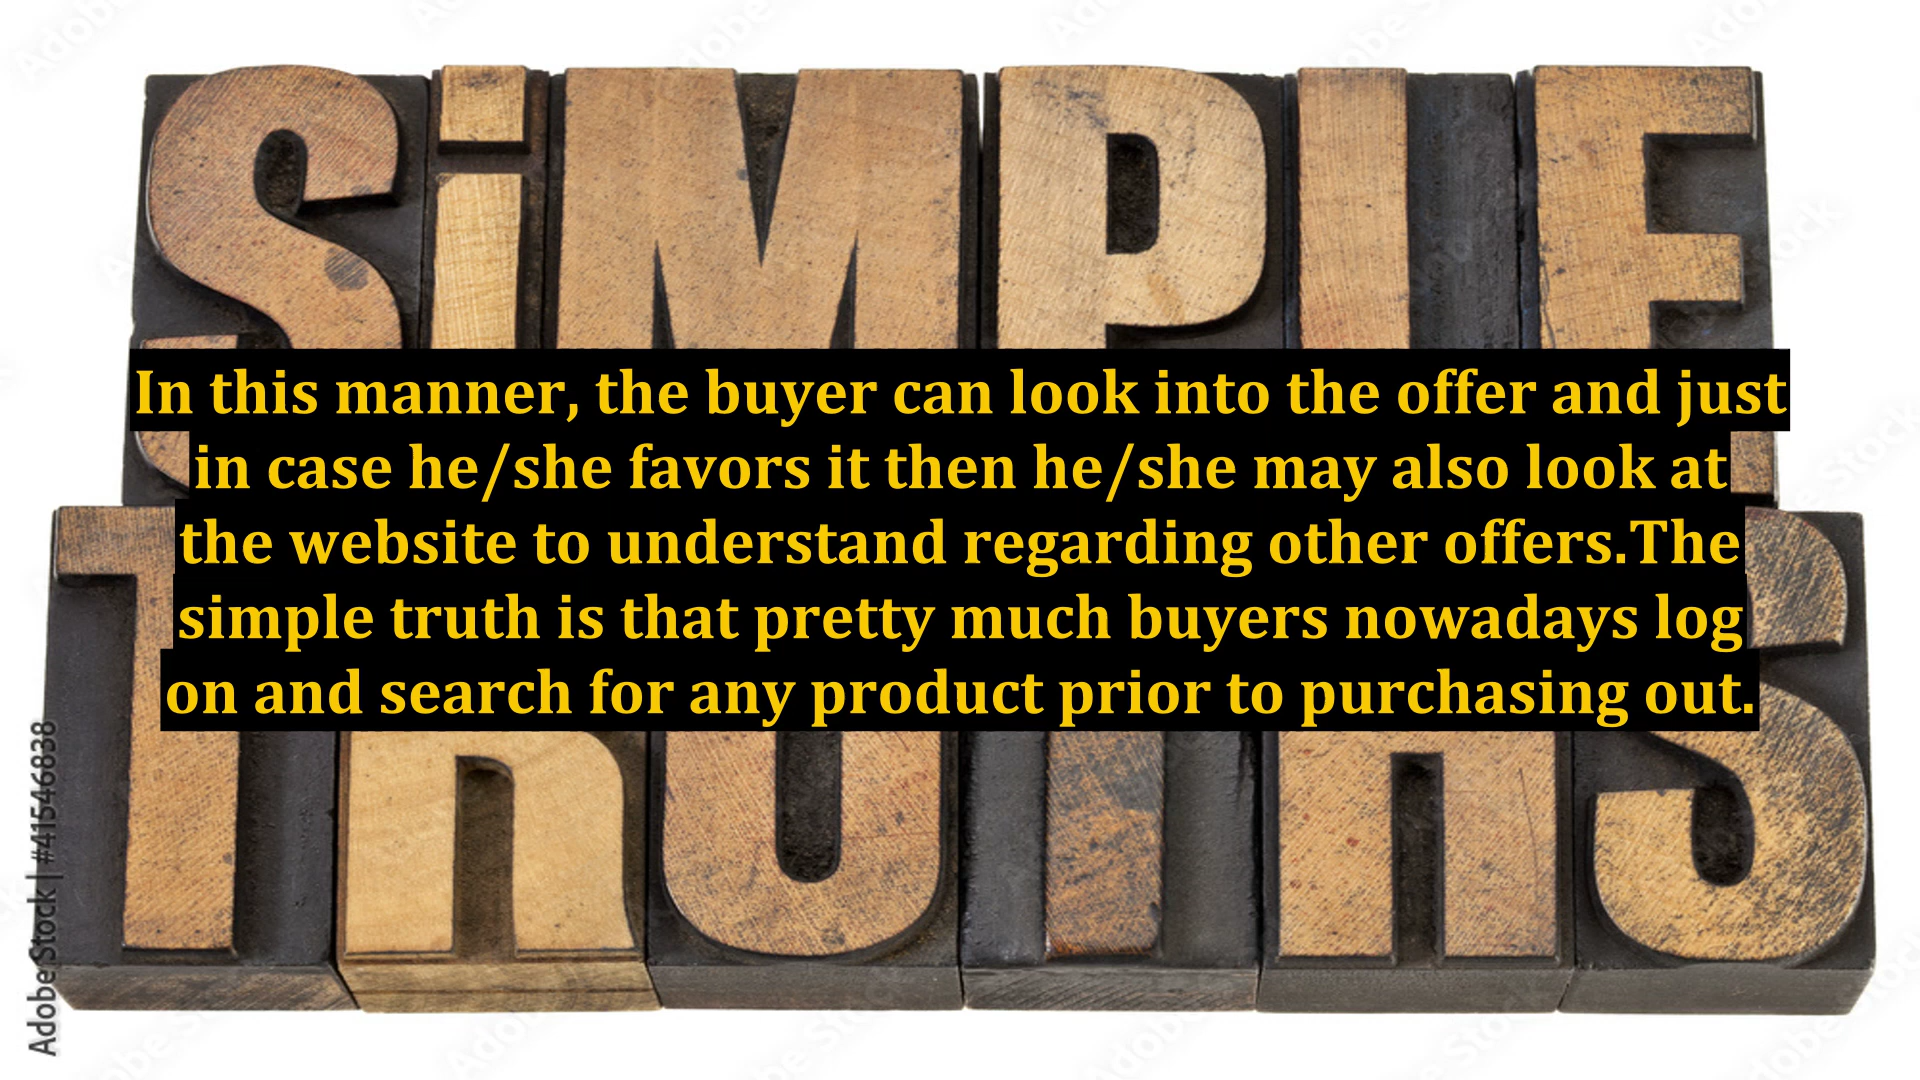 SiMPLE
In this manner, the buyer can look into the offer and just
in case he/she favors it then he/she may also look at
the website to understand regarding other offers.The
simple truth is that pretty much buyers nowadays log
on and search for any product prior to purchasing out.
TRUTHS
Adobe Stock | #41546838